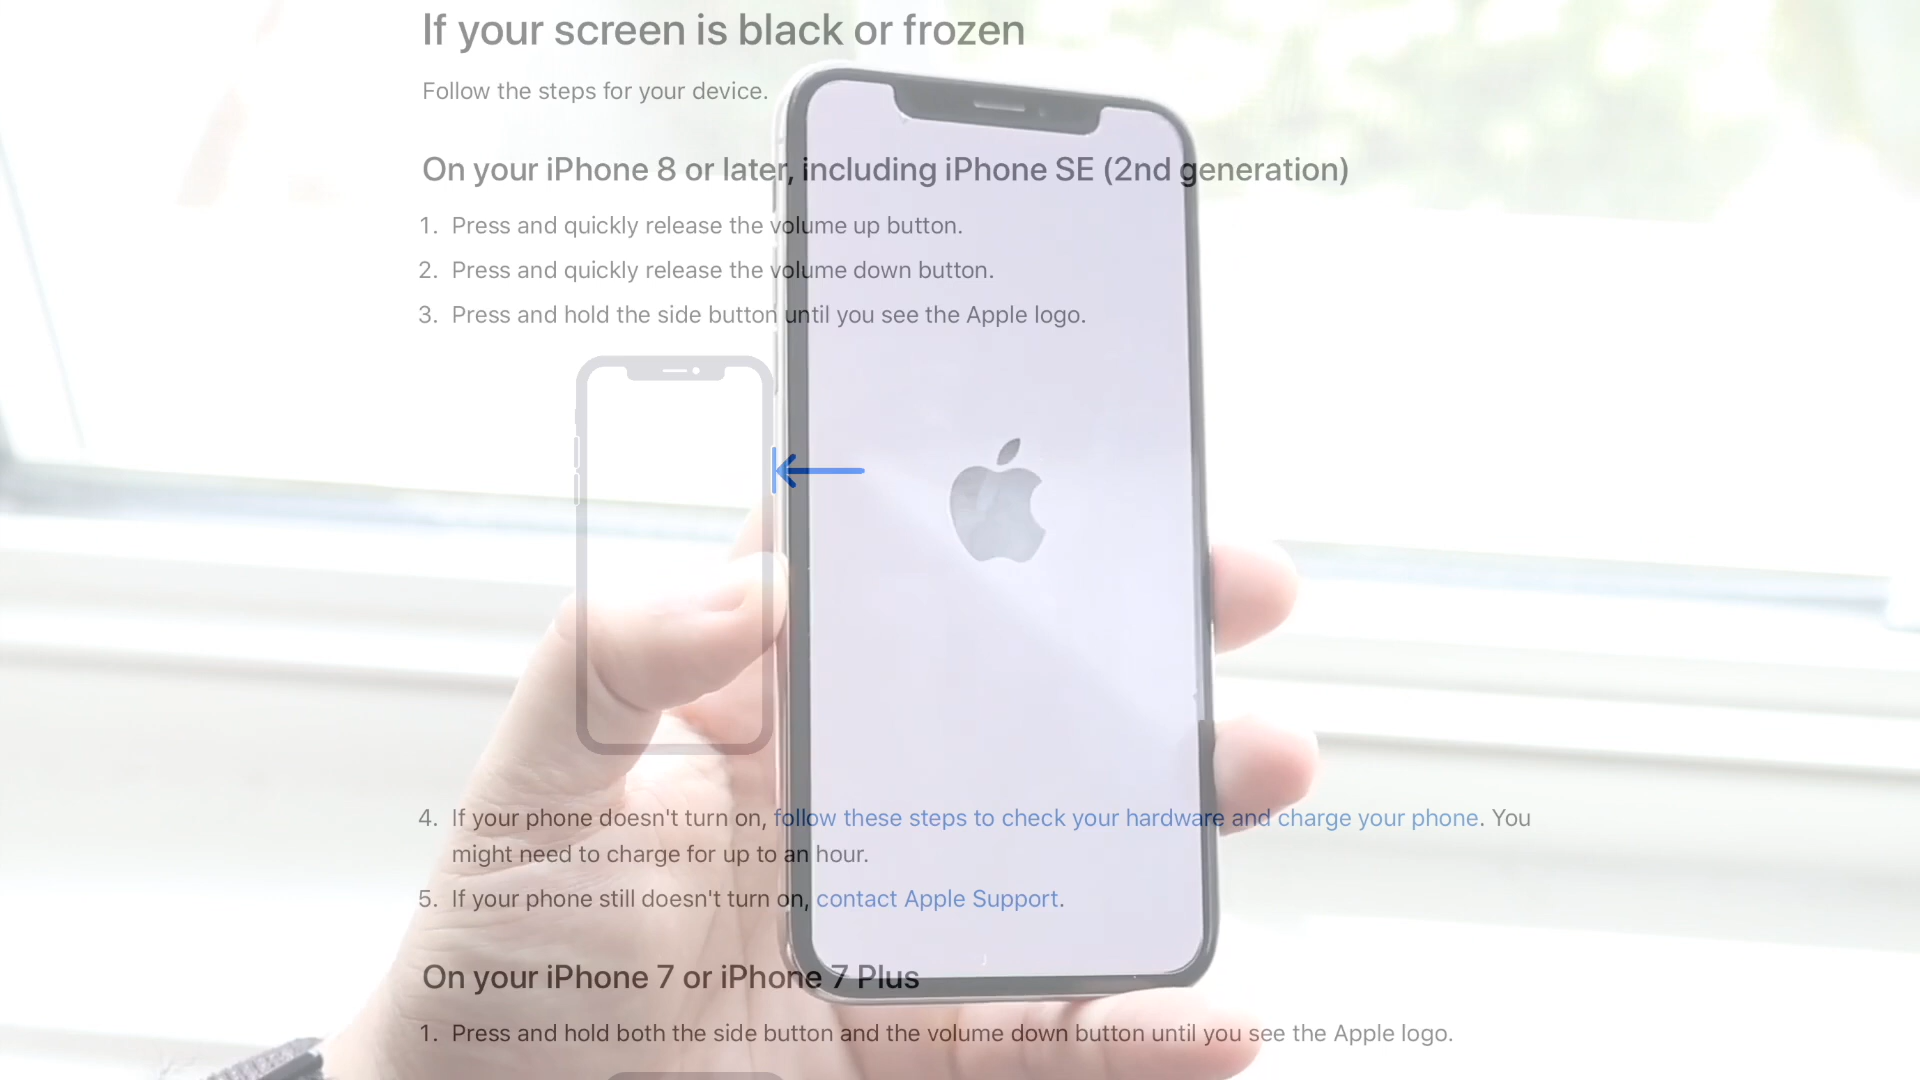 If your screen is black or frozen
Follow the steps for your device.
On your iPhone 8 or later, including iPhone SE (2nd generation)
1. Press and quickly release the volume up button.
2. Press and quickly release the volume down button.
3. Press and hold the side button until you see the Apple logo.
4. If your phone doesn't turn on, follow these steps to check your hardware and charge your phone. You
might need to charge for up to an hour.
5. If your phone still doesn't turn on, contact Apple Support.
On your iPhone 7 or iPhone 7 Plus
1. Press and hold both the side button and the volume down button until you see the Apple logo.